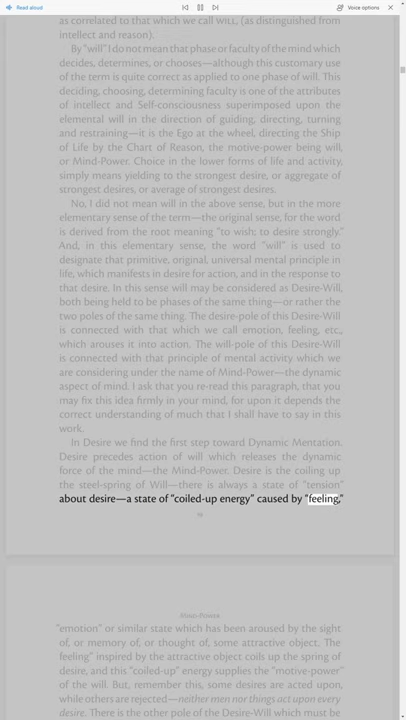 Read aloud
Voice options
as correlated to that which we call WILL, (as distinguished from
intellect and reason).
By "will" I do not mean that phase or faculty of the mind which
decides, determines, or chooses—although this customary use
of the term is quite correct as applied to one phase of will. This
deciding, choosing, determining faculty is one of the attributes
of intellect and Self-consciousness superimposed upon the
elemental will in the direction of guiding, directing, turning
and restraining—it is the Ego at the wheel, directing the Ship
of Life by the Chart of Reason, the motive-power being will,
or Mind-Power. Choice in the lower forms of life and activity,
simply means yielding to the strongest desire, or aggregate of
strongest desires, or average of strongest desires.
No, I did not mean will in the above sense, but in the more
elementary sense of the term—the original sense, for the word
is derived from the root meaning "to wish; to desire strongly."
And, in this elementary sense, the word "will" is used to
designate that primitive, original, universal mental principle in
life, which manifests in desire for action, and in the response to
that desire. In this sense will may be considered as Desire-Will,
both being held to be phases of the same thing—or rather the
two poles of the same thing. The desire-pole of this Desire-Will
is connected with that which we call emotion, feeling, etc.,
which arouses it into action. The will-pole of this Desire-Will
is connected with that principle of mental activity which we
are considering under the name of Mind-Power—the dynamic
aspect of mind. I ask that you re-read this paragraph, that you
may fix this idea firmly in your mind, for upon it depends the
correct understanding of much that I shall have to say in this
work.
In Desire we find the first step toward Dynamic Mentation.
Desire precedes action of will which releases the dynamic
force of the mind—the Mind-Power. Desire is the coiling up
the steel-spring of Will—there is always a state of "tension"
about desire—a state of "coiled-up energy" caused by "feeling,"
Mind-Power
"emotion" or similar state which has been aroused by the sight
of, or memory of, or thought of, some attractive object. The
feeling" inspired by the attractive object coils up the spring of
desire, and this "coiled-up" energy supplies the "motive-power"
of the will. But, remember this, some desires are acted upon,
while others are rejected—neither men nor things act upon every
desire. There is the other pole of the Desire-Will which must be